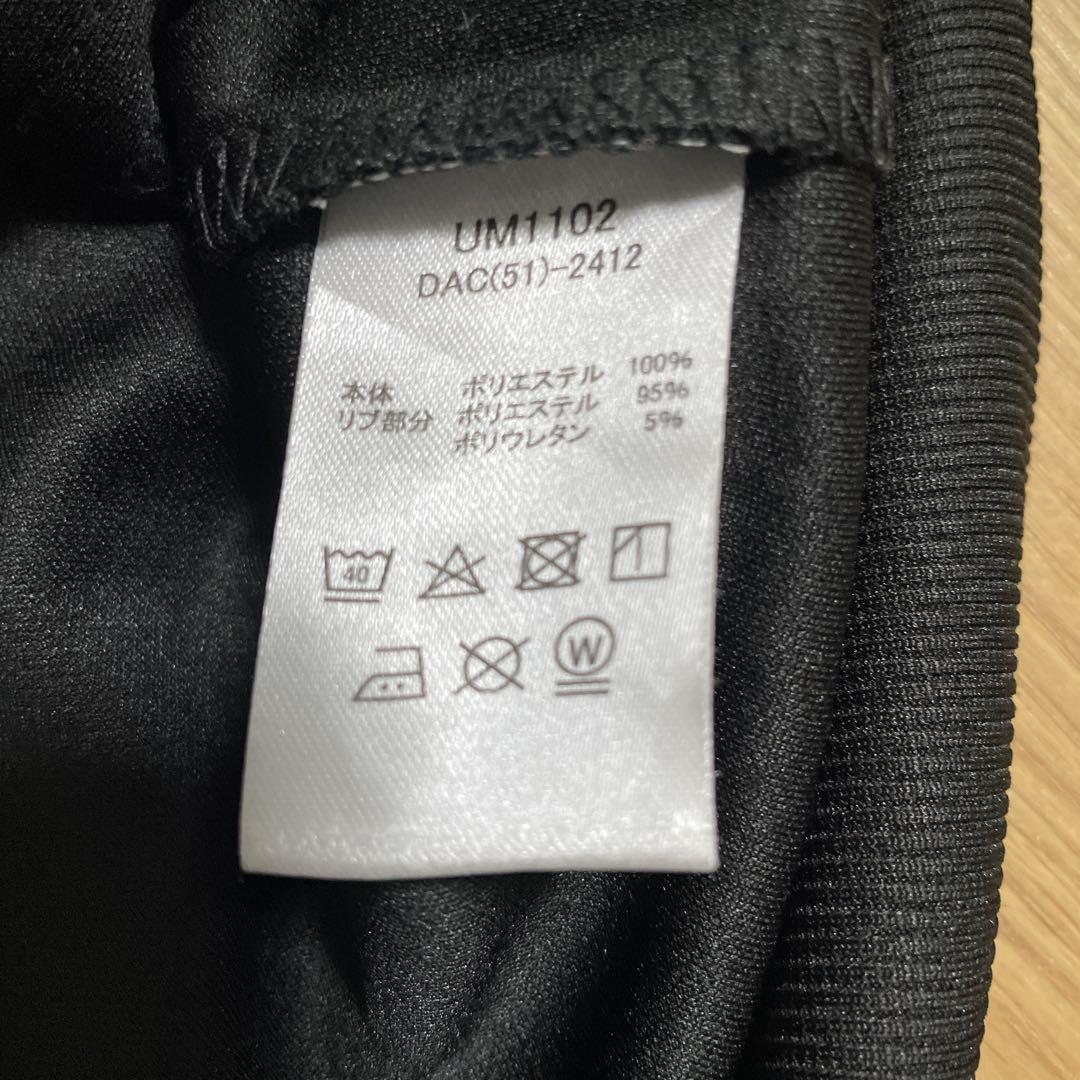 UM1102
DAC(51)-2412
本体 ポリエステル 100%
リブ部分 ポリエステル 95%
ポリウレタン 5%
40
W